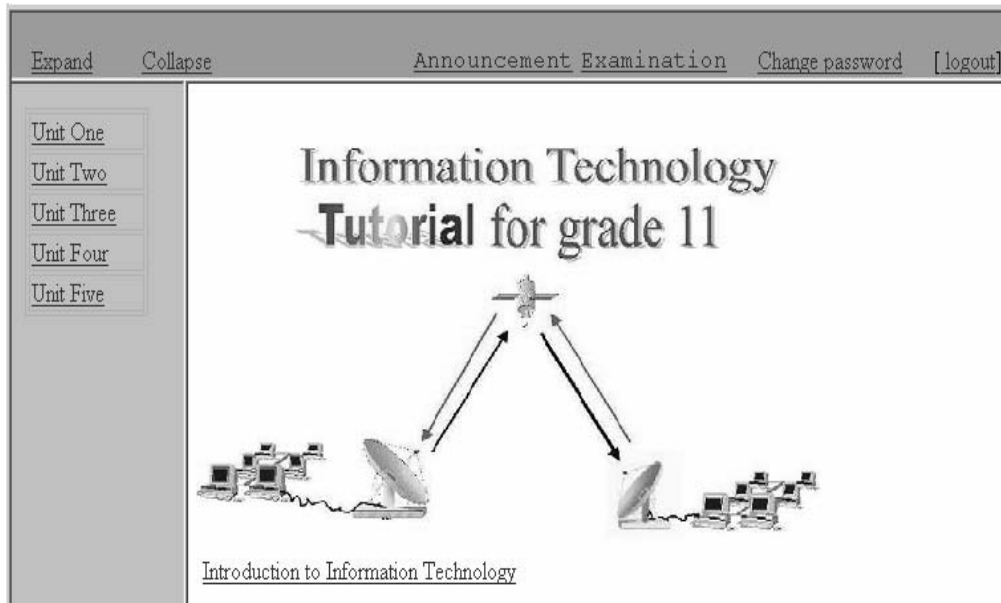 Expand Collapse Announcement Examination Change password [ logout]
Unit One
Unit Two
Unit Three
Unit Four
Unit Five
Information Technology
Tutorial for grade 11
Introduction to Information Technology